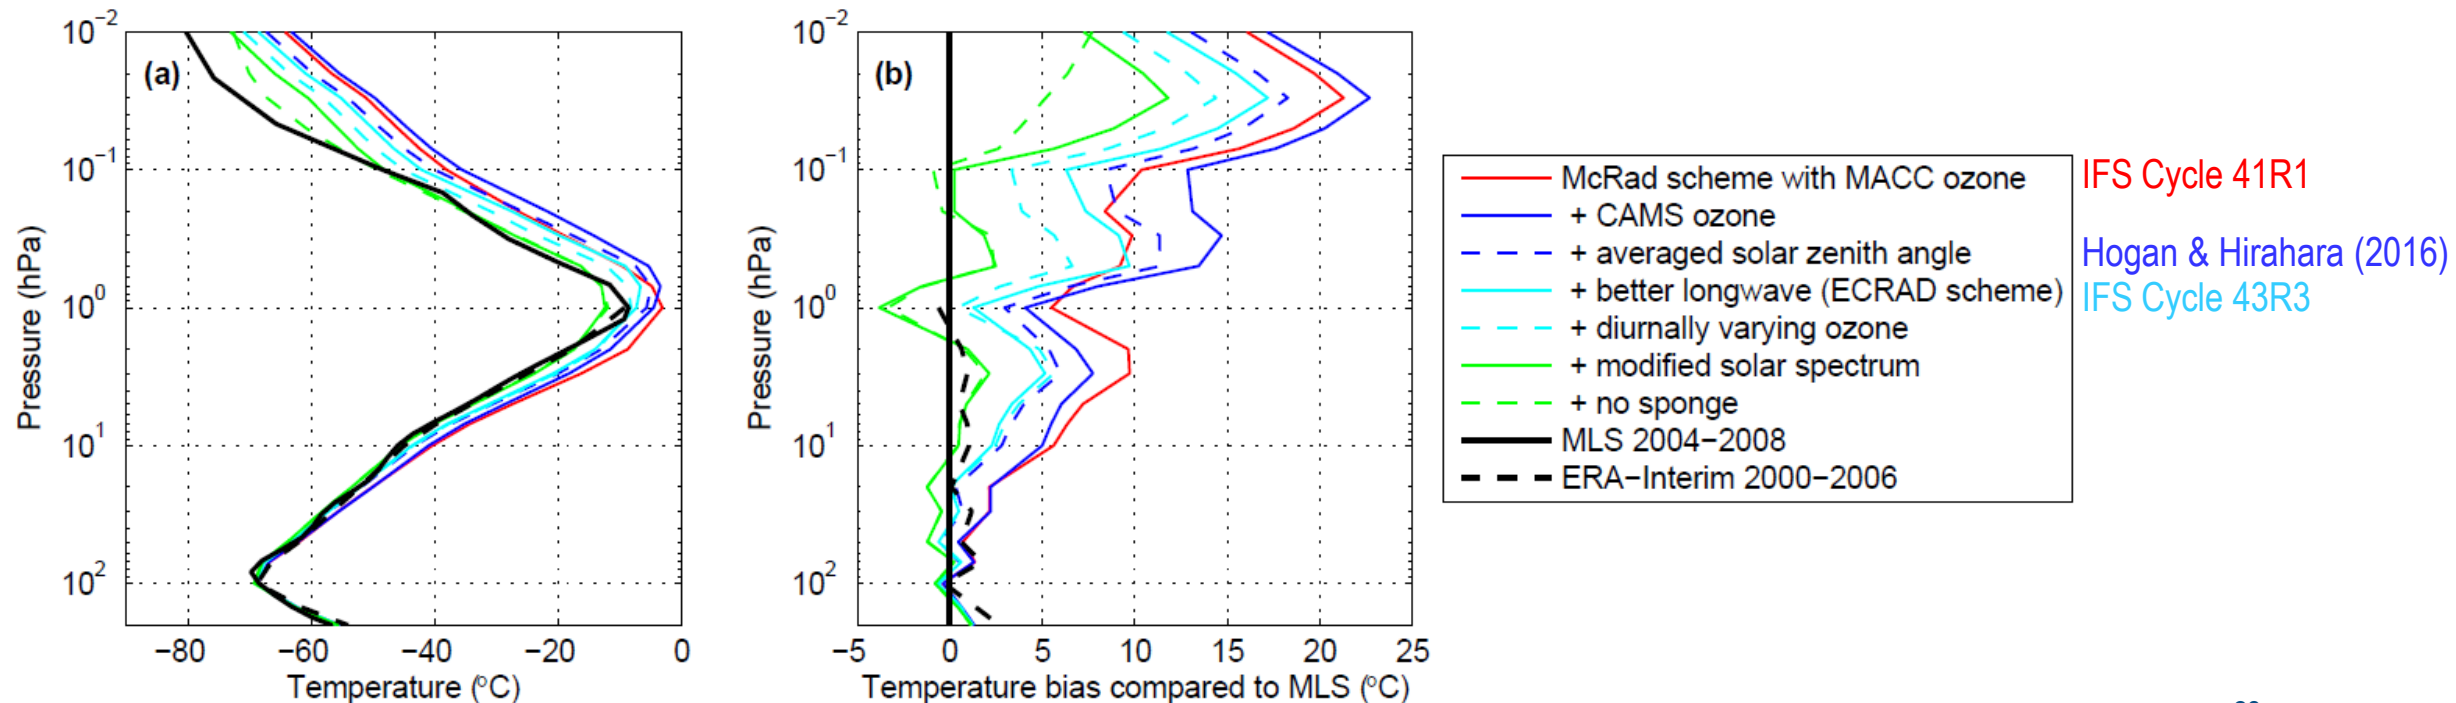 (a)
10⁻²
10⁻¹
10⁰
10¹
10²
Pressure (hPa)
−80 −60 −40 −20 0
Temperature (°C)
(b)
10⁻²
10⁻¹
10⁰
10¹
10²
Pressure (hPa)
−5 0 5 10 15 20 25
Temperature bias compared to MLS (°C)
McRad scheme with MACC ozone
+ CAMS ozone
+ averaged solar zenith angle
+ better longwave (ECRAD scheme)
+ diurnally varying ozone
+ modified solar spectrum
+ no sponge
MLS 2004−2008
ERA−Interim 2000−2006
IFS Cycle 41R1
Hogan & Hirahara (2016)
IFS Cycle 43R3